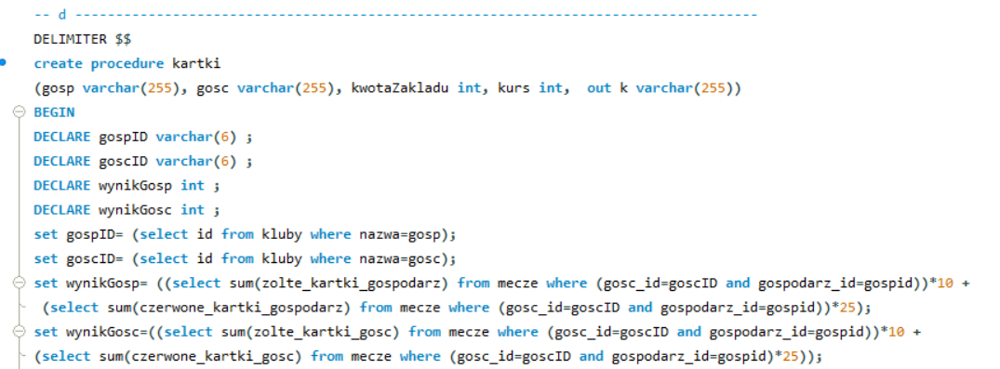 -- d -----------------------------------------------------------------------------------
DELIMITER $$
create procedure kartki
(gosp varchar(255), gosc varchar(255), kwotaZakladu int, kurs int,  out k varchar(255))
BEGIN
DECLARE gospID varchar(6) ;
DECLARE goscID varchar(6) ;
DECLARE wynikGosp int ;
DECLARE wynikGosc int ;
set gospID= (select id from kluby where nazwa=gosp);
set goscID= (select id from kluby where nazwa=gosc);
set wynikGosp= ((select sum(zolte_kartki_gospodarz) from mecze where (gosc_id=goscID and gospodarz_id=gospid))*10 +
(select sum(czerwone_kartki_gospodarz) from mecze where (gosc_id=goscID and gospodarz_id=gospid))*25);
set wynikGosc=((select sum(zolte_kartki_gosc) from mecze where (gosc_id=goscID and gospodarz_id=gospid))*10 +
(select sum(czerwone_kartki_gosc) from mecze where (gosc_id=goscID and gospodarz_id=gospid)*25));